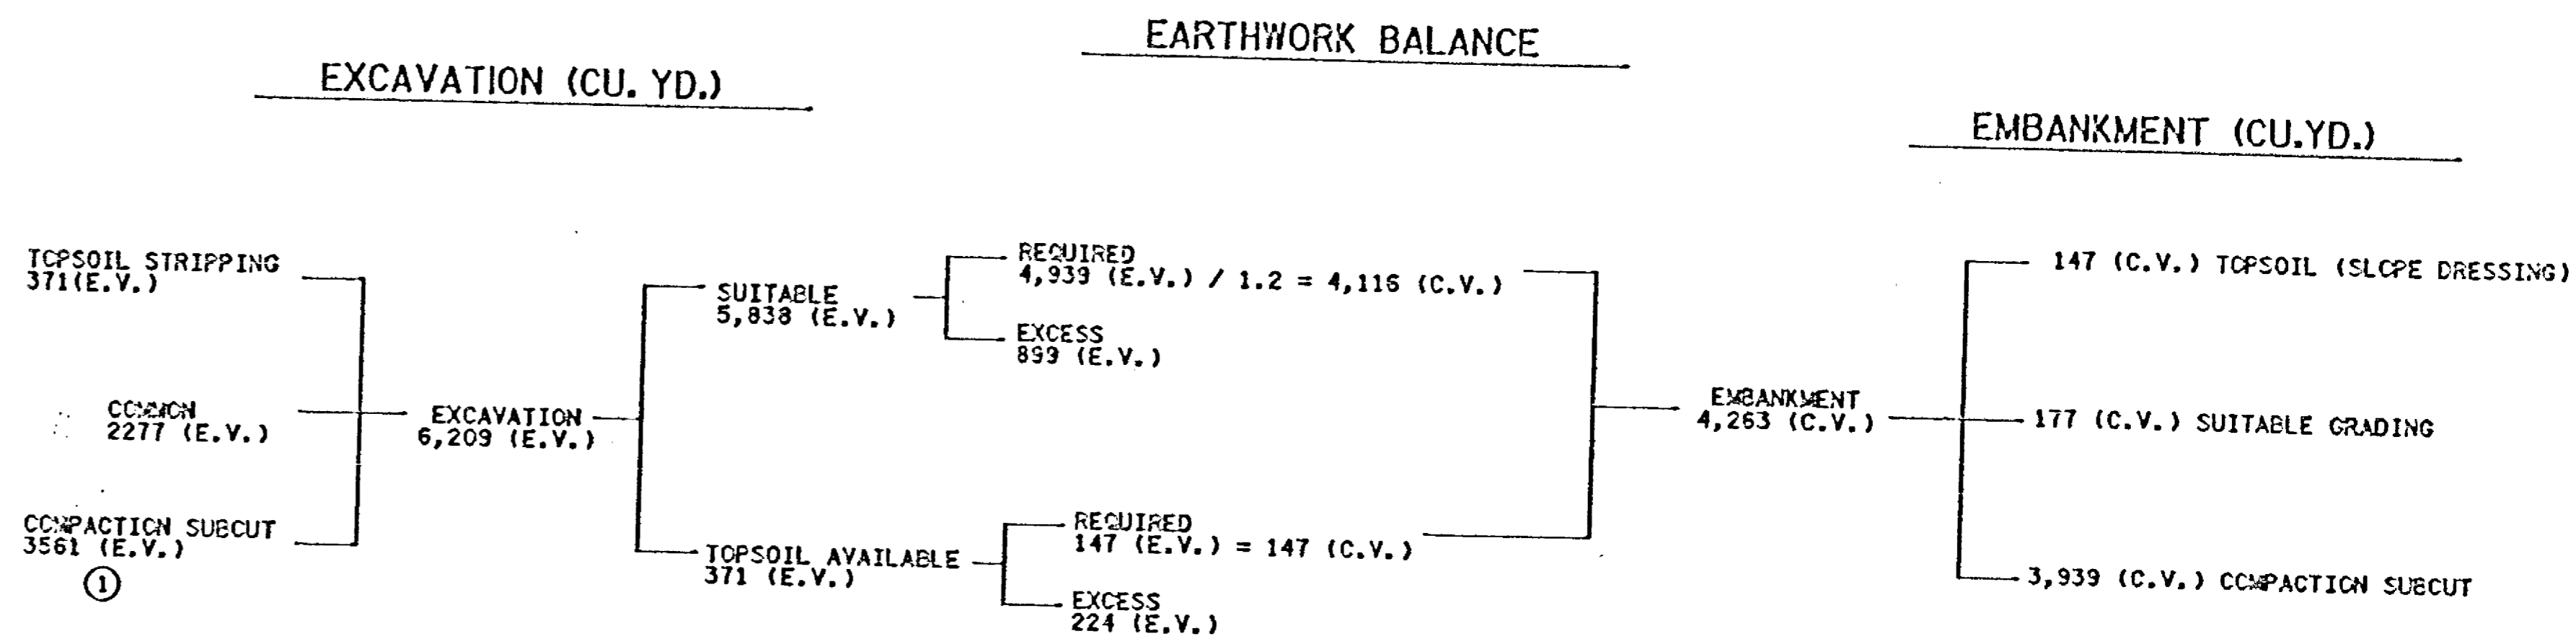 EARTHWORK BALANCE
EXCAVATION (CU. YD.)
EMBANKMENT (CU.YD.)
TOPSOIL STRIPPING
371(E.V.)
COMMON
2277 (E.V.)
COMPACTION SUBCUT
3561 (E.V.)
1
EXCAVATION
6,209 (E.V.)
SUITABLE
5,838 (E.V.)
REQUIRED
4,939 (E.V.) / 1.2 = 4,116 (C.V.)
EXCESS
899 (E.V.)
TOPSOIL AVAILABLE
371 (E.V.)
REQUIRED
147 (E.V.) = 147 (C.V.)
EXCESS
224 (E.V.)
EMBANKMENT
4,263 (C.V.)
147 (C.V.) TOPSOIL (SLOPE DRESSING)
177 (C.V.) SUITABLE GRADING
3,939 (C.V.) COMPACTION SUBCUT